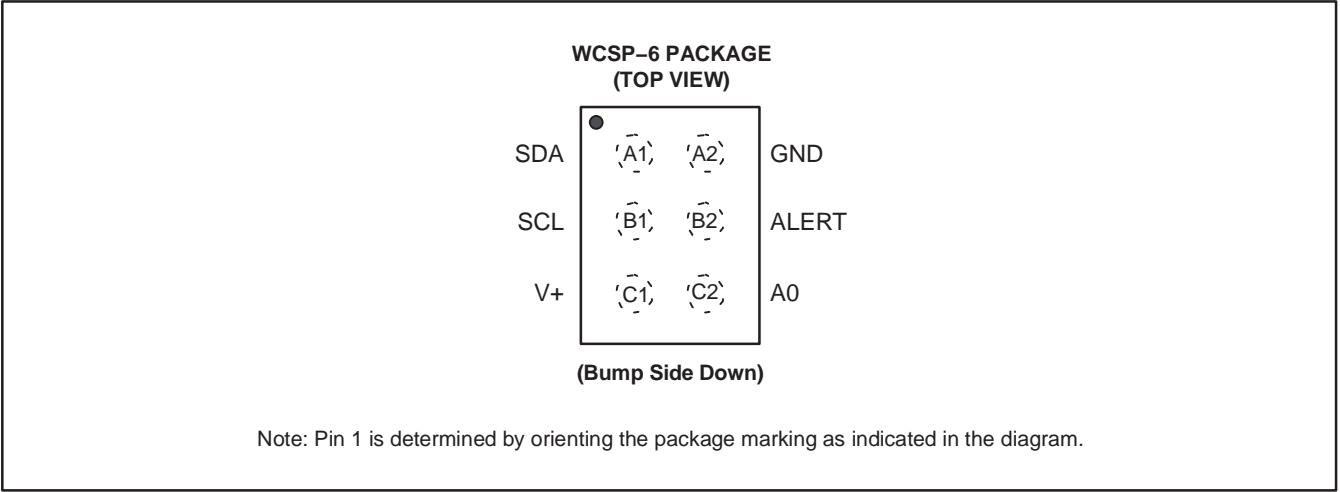 WCSP–6 PACKAGE
(TOP VIEW)
SDA A1 A2 GND
SCL B1 B2 ALERT
V+ C1 C2 A0
(Bump Side Down)
Note: Pin 1 is determined by orienting the package marking as indicated in the diagram.